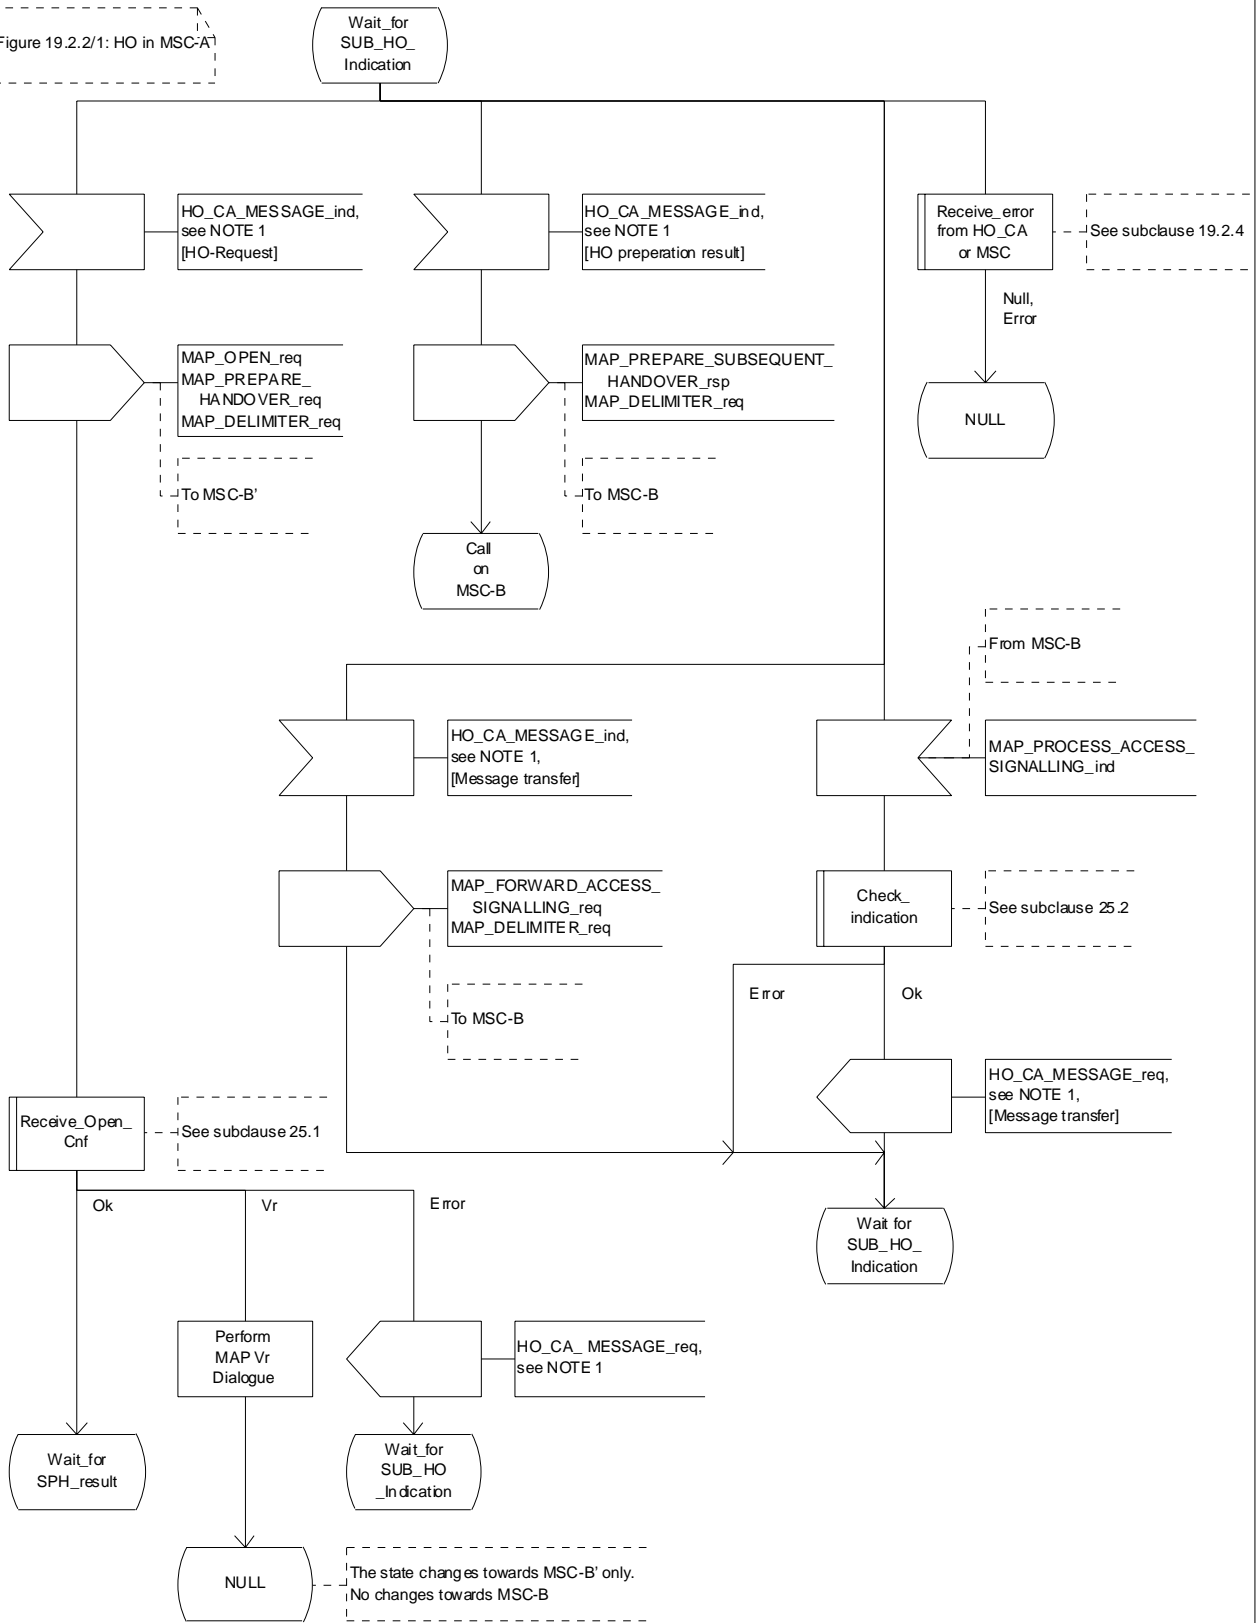 Figure 19.2.2/1: HO in MSC-A
Wait_for
SUB_HO_
Indication
HO_CA_MESSAGE_ind,
see NOTE 1
[HO-Request]
HO_CA_MESSAGE_ind,
see NOTE 1
[HO preperation result]
Receive_error
from HO_CA
or MSC
See subclause 19.2.4
Null,
Error
MAP_OPEN_req
MAP_PREPARE_
HANDOVER_req
MAP_DELIMITER_req
MAP_PREPARE_SUBSEQUENT_
HANDOVER_rsp
MAP_DELIMITER_req
NULL
To MSC-B’
To MSC-B
Call
on
MSC-B
From MSC-B
HO_CA_MESSAGE_ind,
see NOTE 1,
[Message transfer]
MAP_PROCESS_ACCESS_
SIGNALLING_ind
MAP_FORWARD_ACCESS_
SIGNALLING_req
MAP_DELIMITER_req
Check_
indication
See subclause 25.2
Error
Ok
To MSC-B
HO_CA_MESSAGE_req,
see NOTE 1,
[Message transfer]
Receive_Open_
Cnf
See subclause 25.1
Ok
Vr
Error
Wait for
SUB_HO_
Indication
Perform
MAP Vr
Dialogue
HO_CA_ MESSAGE_req,
see NOTE 1
Wait_for
SPH_result
Wait_for
SUB_HO
_Indication
NULL
The state changes towards MSC-B’ only.
No changes towards MSC-B